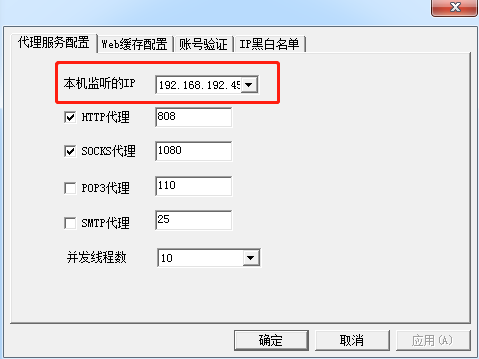 代理服务配置 Web缓存配置 账号验证 IP黑白名单
本机监听的IP 192.168.192.45
HTTP代理 808
SOCKS代理 1080
POP3代理 110
SMTP代理 25
并发线程数 10
确定 取消 应用(A)